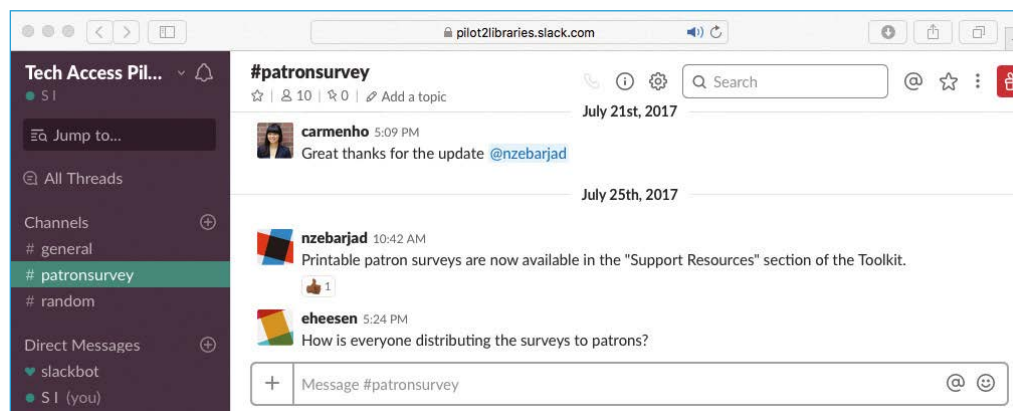 pilot2libraries.slack.com
Tech Access Pil...
S I
Jump to...
All Threads
Channels
# general
# patronsurvey
# random
Direct Messages
slackbot
S I (you)
#patronsurvey
10 | 0 | Add a topic
Search
July 21st, 2017
carmenho 5:09 PM
Great thanks for the update @nzebarjad
July 25th, 2017
nzebarjad 10:42 AM
Printable patron surveys are now available in the "Support Resources" section of the Toolkit.
1
eheesen 5:24 PM
How is everyone distributing the surveys to patrons?
Message #patronsurvey